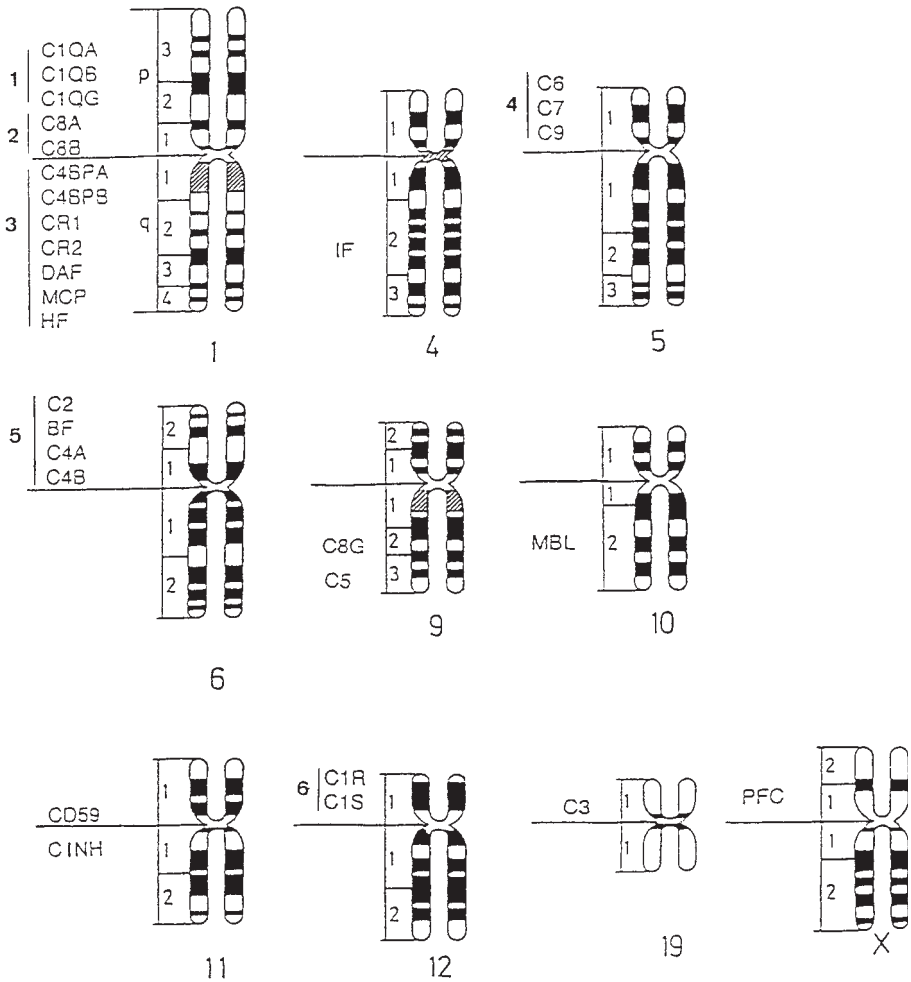 1
C1QA
C1QB
C1QG
2
C8A
C8B
3
C4BPA
C4BPB
CR1
CR2
DAF
MCP
HF
p
3
2
1
q
1
2
3
4
1
IF
1
1
2
3
4
4
C6
C7
C9
1
1
2
3
5
5
C2
BF
C4A
C4B
2
1
1
2
6
C8G
C5
2
1
1
2
3
9
MBL
1
1
2
10
CD59
C1NH
1
1
2
11
6
C1R
C1S
1
1
2
12
C3
1
1
19
PFC
2
1
1
2
X